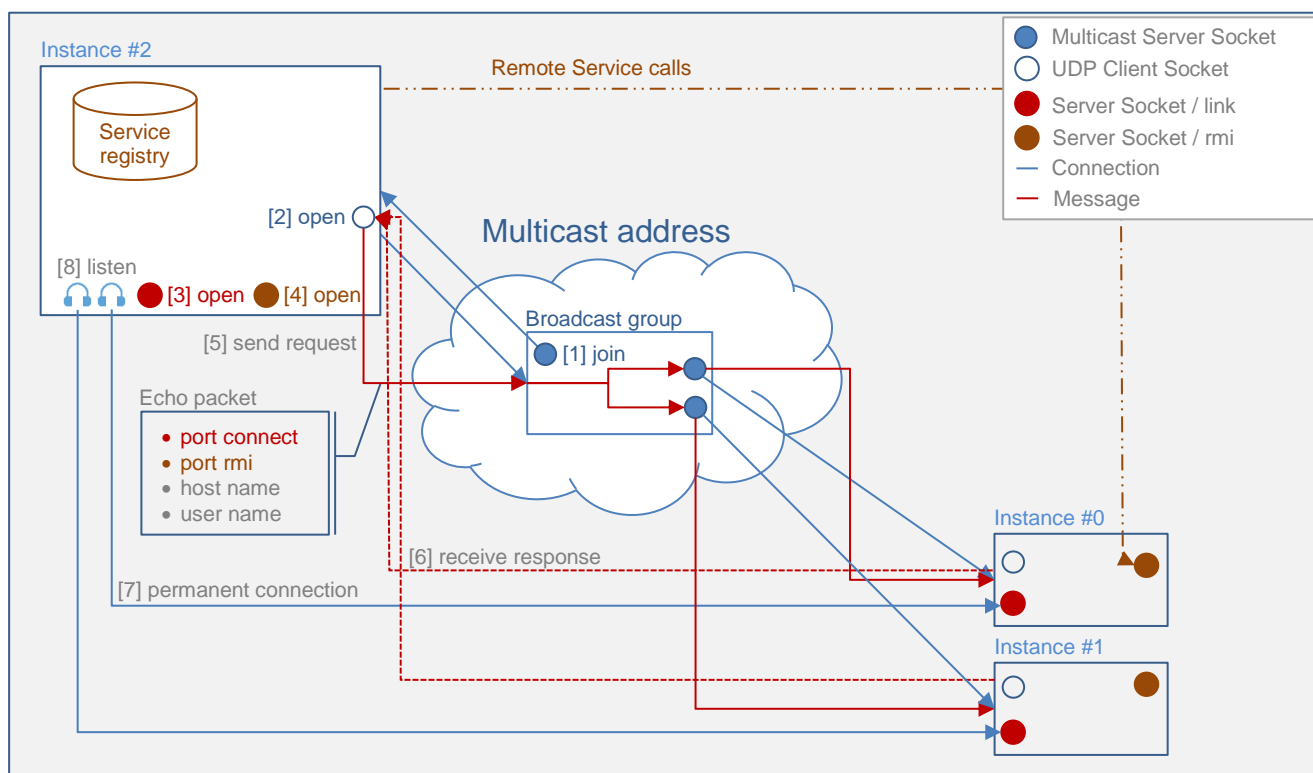 Instance #2
Service
registry
[2] open
[8] listen
[3] open
[4] open
Remote Service calls
Multicast Server Socket
UDP Client Socket
Server Socket / link
Server Socket / rmi
Connection
Message
Multicast address
Broadcast group
[1] join
[5] send request
Echo packet
• port connect
• port rmi
• host name
• user name
[6] receive response
[7] permanent connection
Instance #0
Instance #1